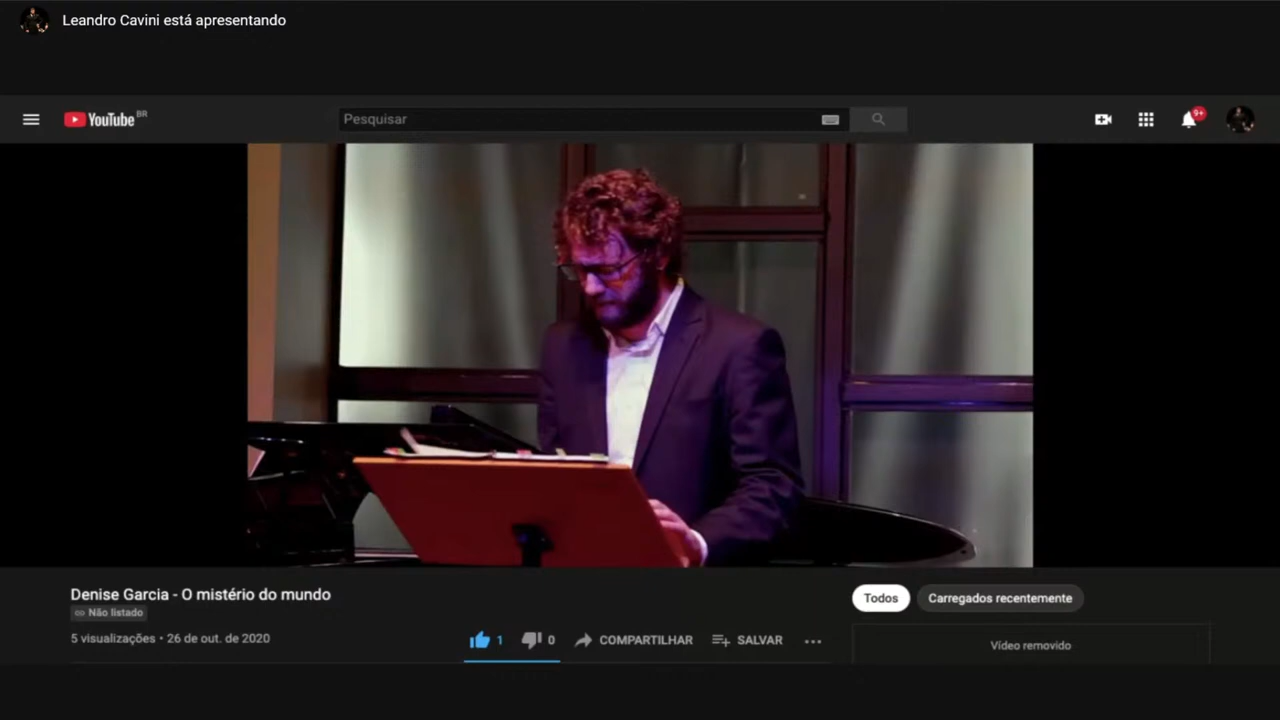 Leandro Cavini está apresentando
YouTube BR
Pesquisar
9+
Denise Garcia - O mistério do mundo
Não listado
5 visualizações • 26 de out. de 2020
1
0
COMPARTILHAR
SALVAR
Todos
Carregados recentemente
Vídeo removido